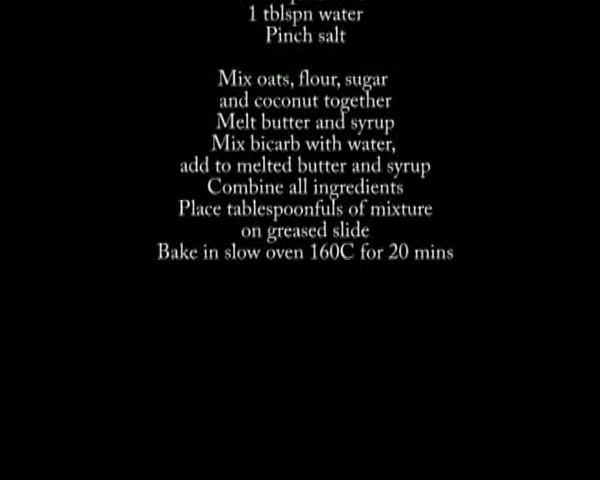 1 tblspn water
Pinch salt
Mix oats, flour, sugar
and coconut together
Melt butter and syrup
Mix bicarb with water,
add to melted butter and syrup
Combine all ingredients
Place tablespoonfuls of mixture
on greased slide
Bake in slow oven 160C for 20 mins